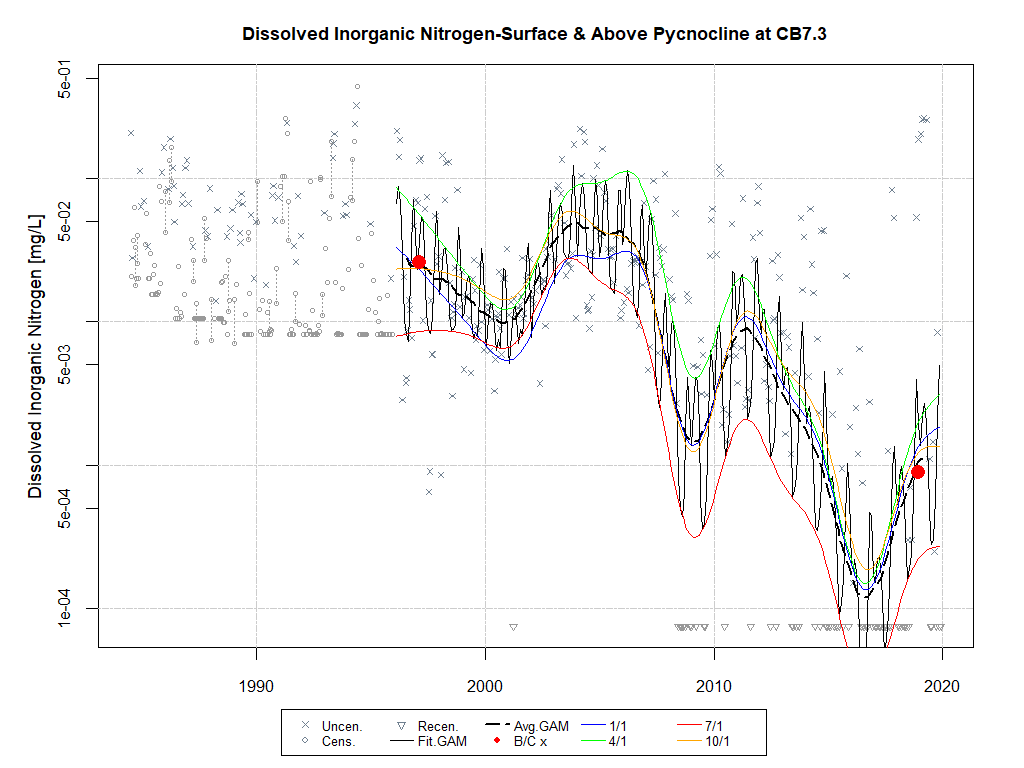 Dissolved Inorganic Nitrogen-Surface & Above Pycnocline at CB7.3
Dissolved Inorganic Nitrogen [mg/L]
5e-01
5e-02
5e-03
5e-04
1e-04
1990 2000 2010 2020
Uncen. Recen. Avg.GAM 1/1 7/1
Cens. Fit.GAM B/C x 4/1 10/1